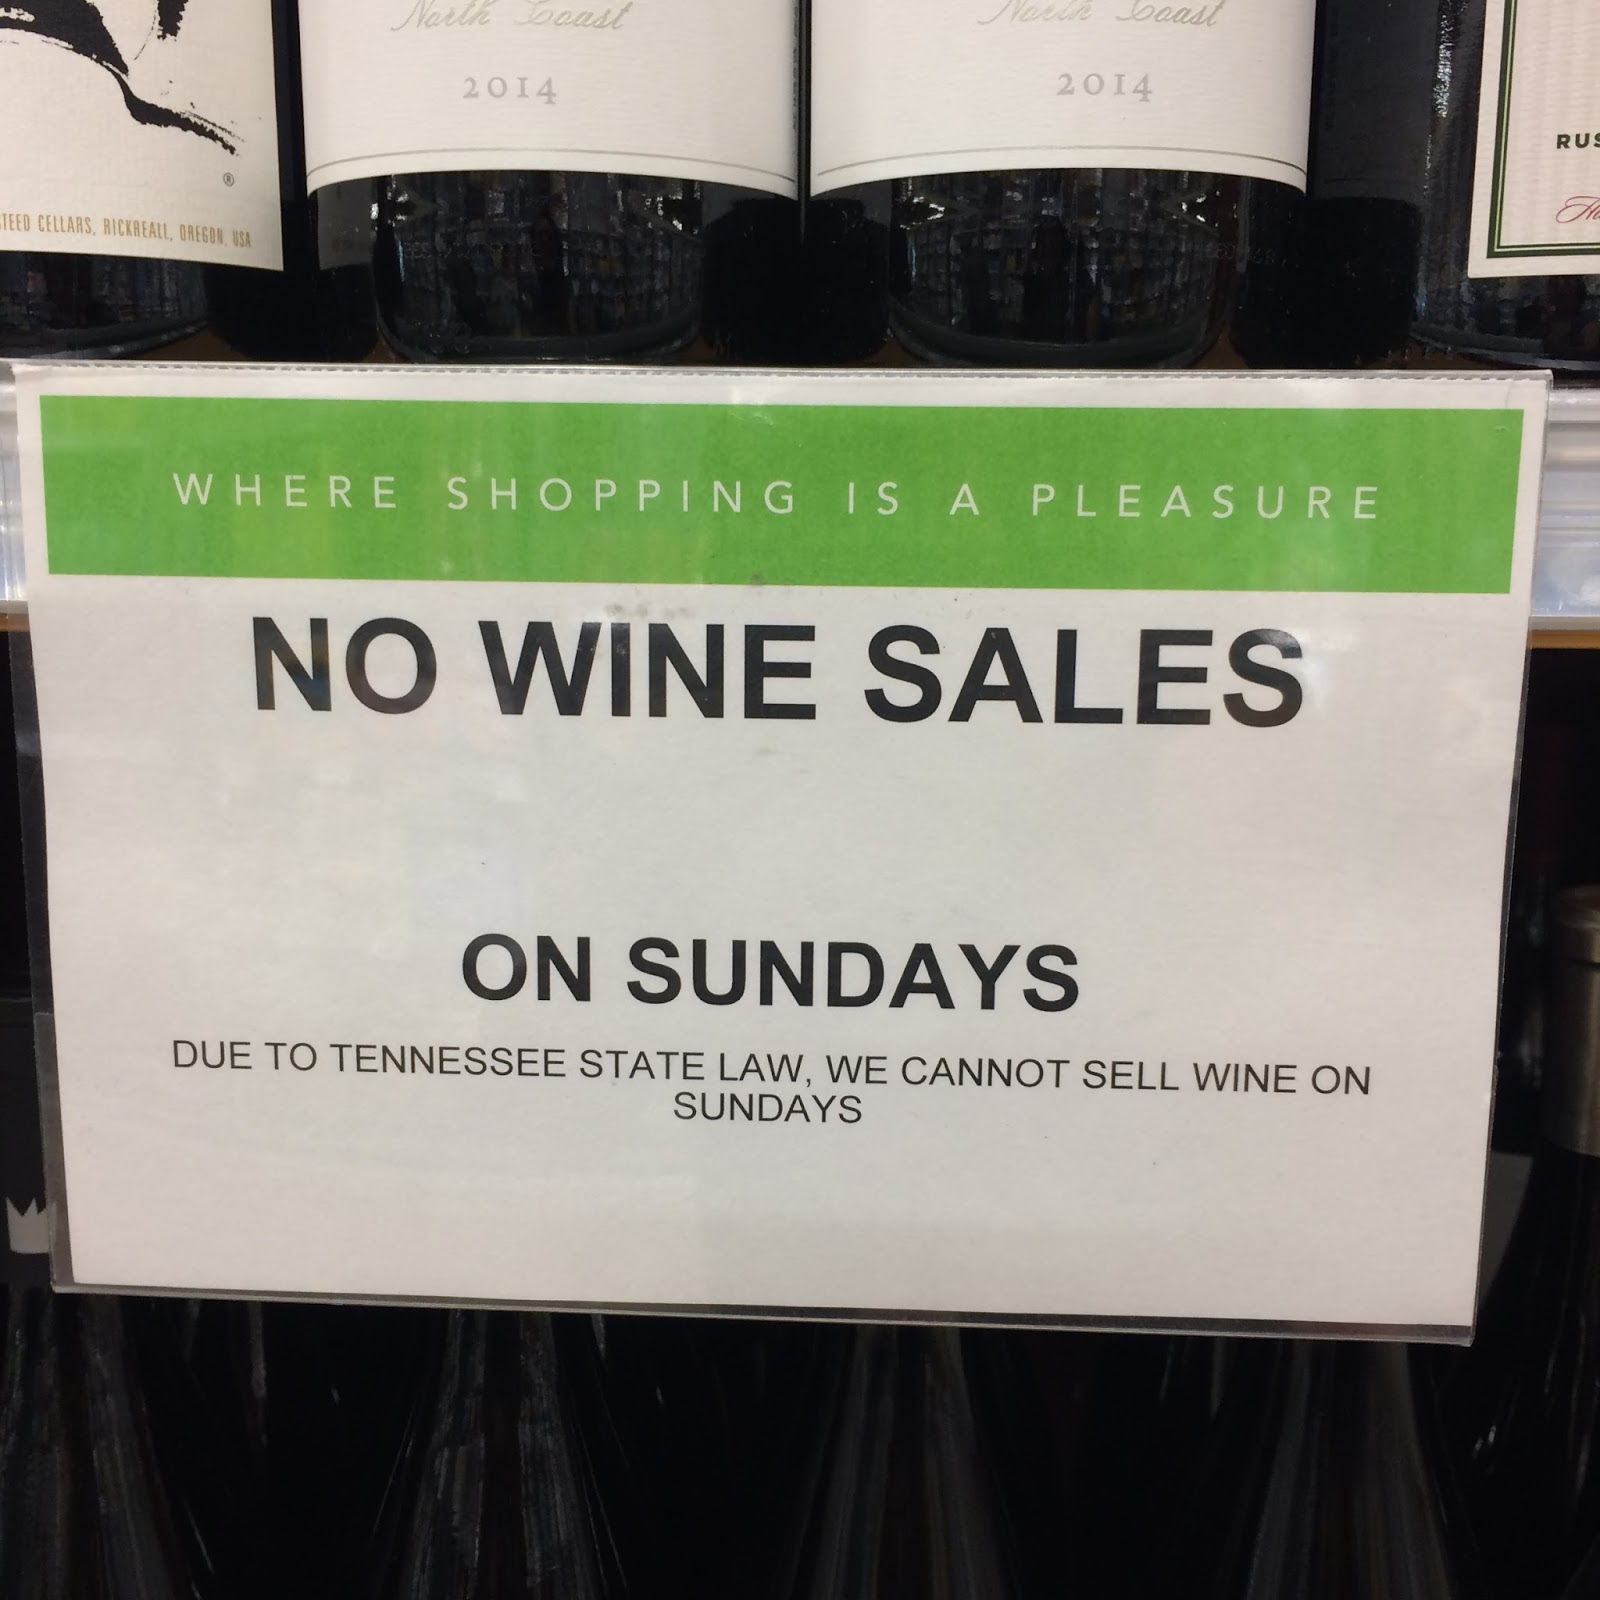 North Coast
2014
North Coast
2014
®
STEED CELLARS, RICKREALL, OREGON, USA
RUS
WHERE SHOPPING IS A PLEASURE
NO WINE SALES
ON SUNDAYS
DUE TO TENNESSEE STATE LAW, WE CANNOT SELL WINE ON
SUNDAYS